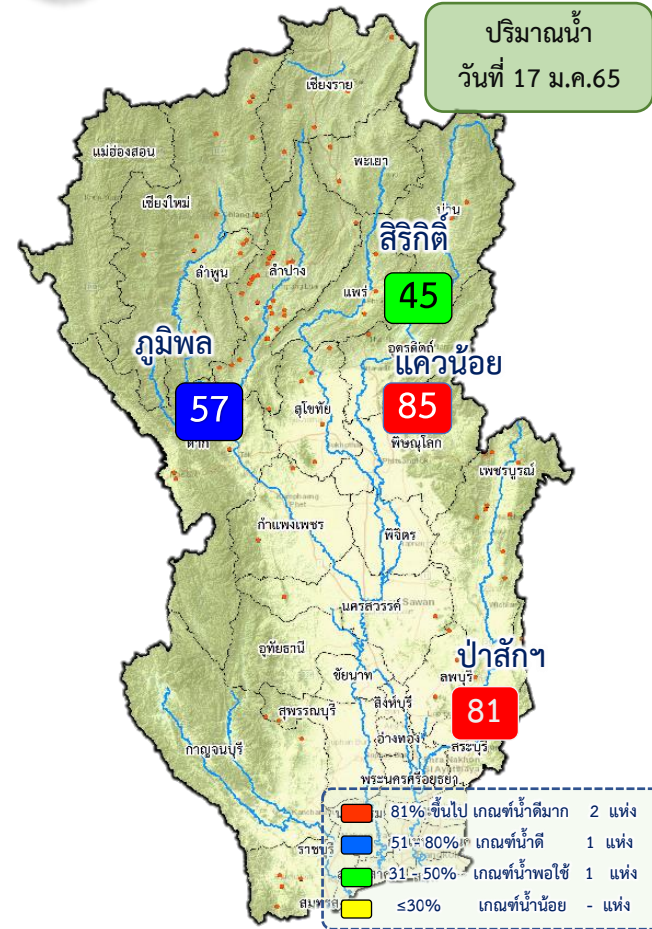 ปริมาณน้ำ
วันที่ 17 ม.ค.65
เชียงราย
แม่ฮ่องสอน
พะเยา
เชียงใหม่
น่าน
สิริกิติ์
ลำพูน
ลำปาง
แพร่
45
ภูมิพล
อุตรดิตถ์
แควน้อย
57
85
สุโขทัย
ตาก
พิษณุโลก
เพชรบูรณ์
กำแพงเพชร
พิจิตร
นครสวรรค์
Sawan
อุทัยธานี
ป่าสักฯ
ชัยนาท
ลพบุรี
สิงห์บุรี
สุพรรณบุรี
81
อ่างทอง
สระบุรี
กาญจนบุรี
พระนครศรีอยุธยา
81% ขึ้นไป เกณฑ์น้ำดีมาก 2 แห่ง
51 - 80% เกณฑ์น้ำดี 1 แห่ง
ราชบุรี
31 - 50% เกณฑ์น้ำพอใช้ 1 แห่ง
≤30% เกณฑ์น้ำน้อย - แห่ง